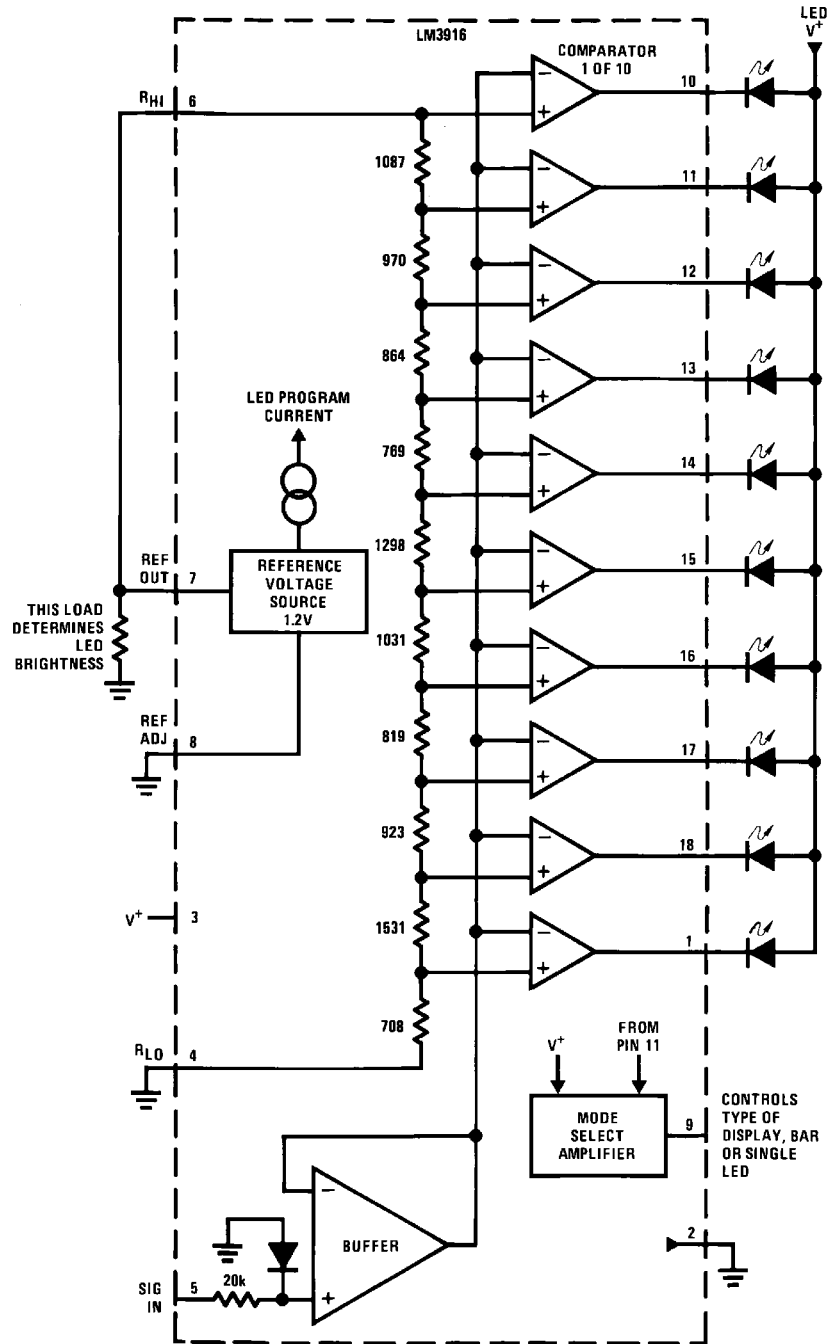 LM3916
LED
V+
COMPARATOR
1 OF 10
−
+
10
RHI
6
1087
−
+
11
970
−
+
12
864
−
+
13
LED PROGRAM
CURRENT
769
−
+
14
1298
REF
OUT
7
REFERENCE
VOLTAGE
SOURCE
1.2V
−
+
15
THIS LOAD
DETERMINES
LED
BRIGHTNESS
1031
−
+
16
REF
ADJ
8
819
−
+
17
923
−
+
18
V+
3
1531
−
+
1
708
RLO
4
V+
FROM
PIN 11
MODE
SELECT
AMPLIFIER
9
CONTROLS
TYPE OF
DISPLAY, BAR
OR SINGLE
LED
−
BUFFER
+
2
SIG
IN
5
20k